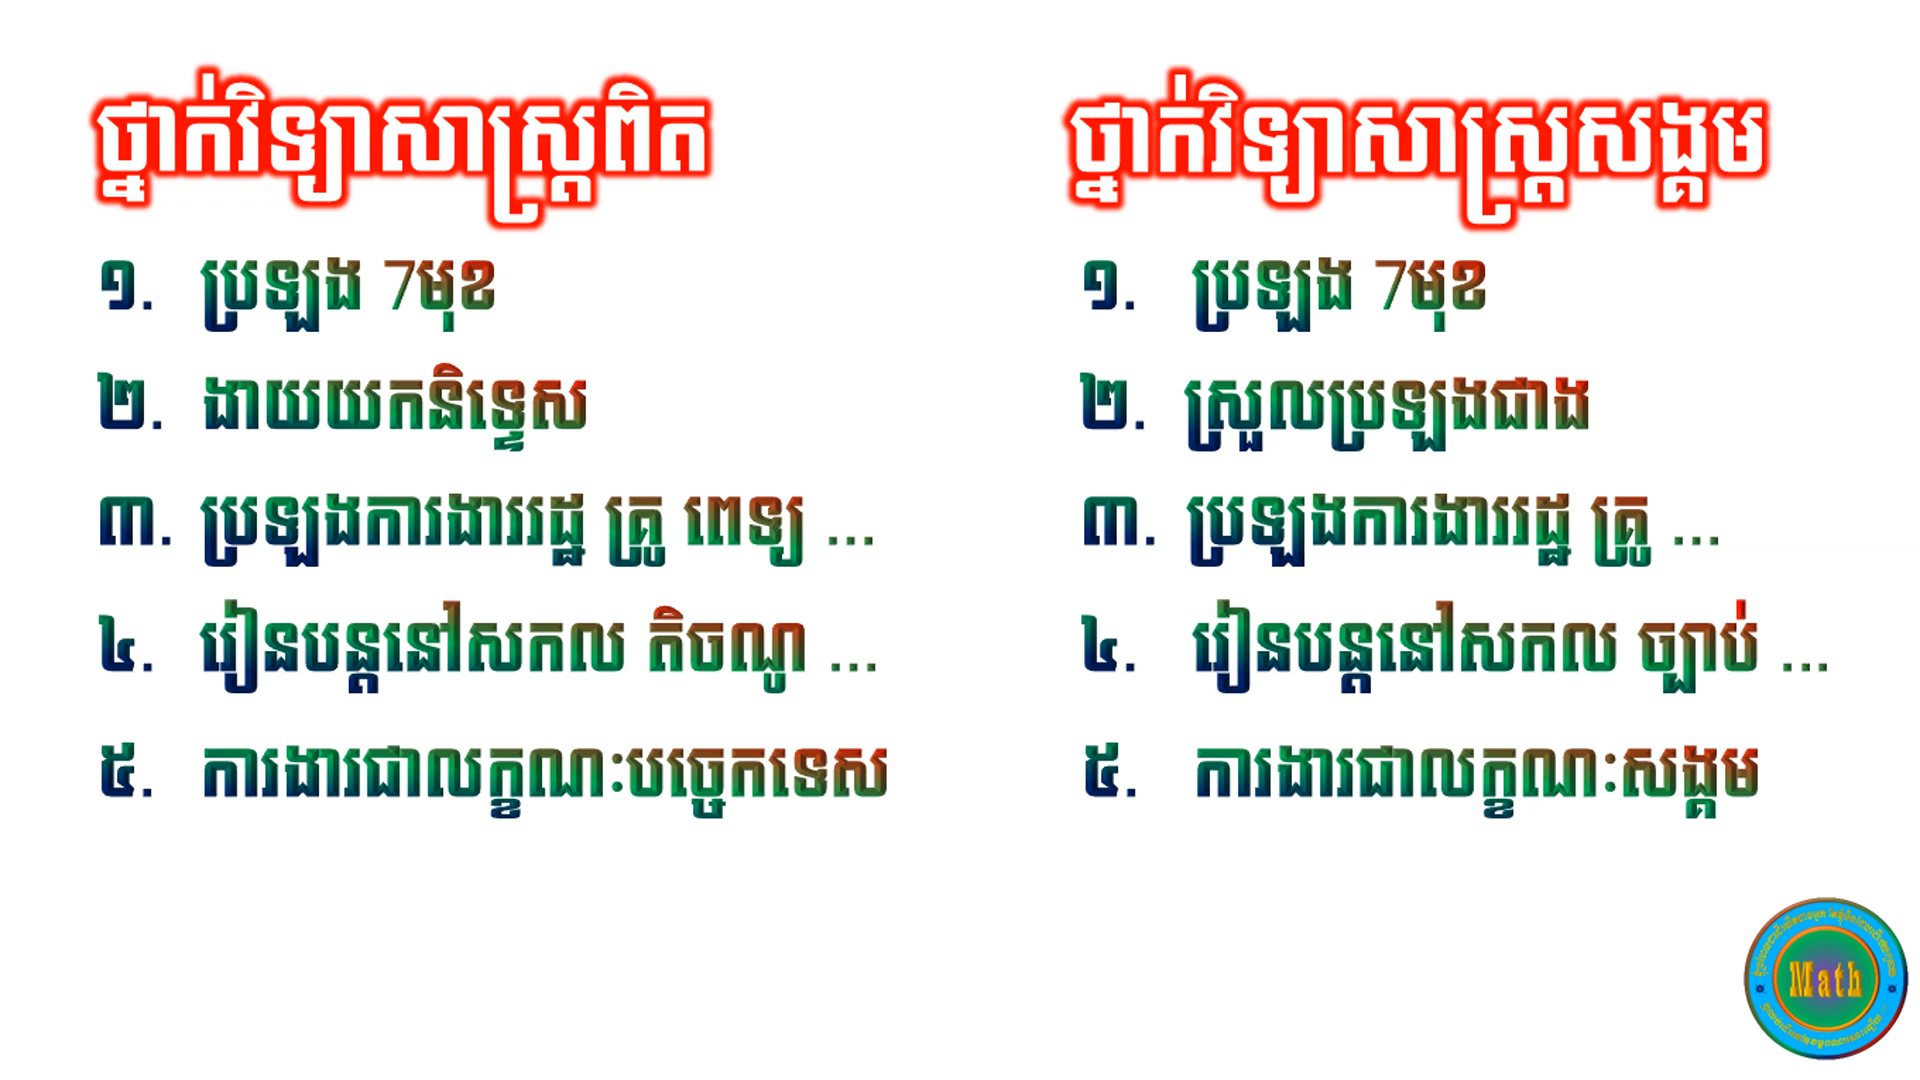 ថ្នាក់វិទ្យាសាស្ត្រពិត
១. ប្រឡង 7មុខ
២. ងាយយកនិទ្ទេស
៣. ប្រឡងការងាររដ្ឋ គ្រូ ពេទ្យ ...
៤. រៀនបន្តនៅសកល តិចណូ ...
៥. ការងារជាលក្ខណៈបច្ចេកទេស
ថ្នាក់វិទ្យាសាស្ត្រសង្គម
១. ប្រឡង 7មុខ
២. ស្រួលប្រឡងជាង
៣. ប្រឡងការងាររដ្ឋ គ្រូ ...
៤. រៀនបន្តនៅសកល ច្បាប់ ...
៥. ការងារជាលក្ខណៈសង្គម
Math